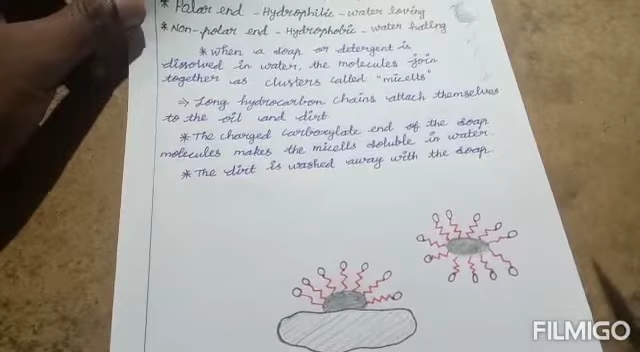 * Polar end - Hydrophilic - water loving
* Non-polar end - Hydrophobic - water hating
* When a soap or detergent is
dissolved in water, the molecules join
together as clusters called "micells"
⇒ Long hydrocarbon chains attach themselves
to the oil and dirt.
* The charged carboxylate end of the soap
molecules makes the micells soluble in water.
* The dirt is washed away with the soap.
FILMIGO